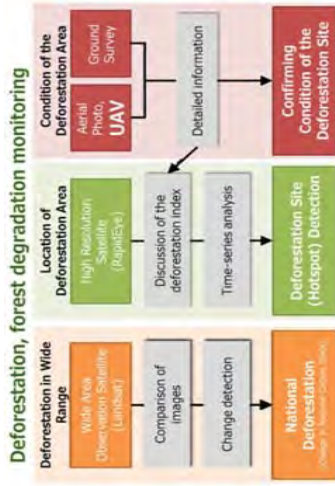 Deforestation, forest degradation monitoring
Deforestation in Wide
Range
Wide Area
Observation Satellite
(Landsat)
Comparison of
images
Change detection
National
Deforestation
Location of
Deforestation Area
High Resolution
Satellite
(RapidEye)
Discussion of the
deforestation index
Time-series analysis
Deforestation Site
(Hotspot) Detection
Condition of the
Deforestation Area
Aerial
Photo,
UAV
Ground
Survey
Detailed information
Confirming
Condition of the
Deforestation Site